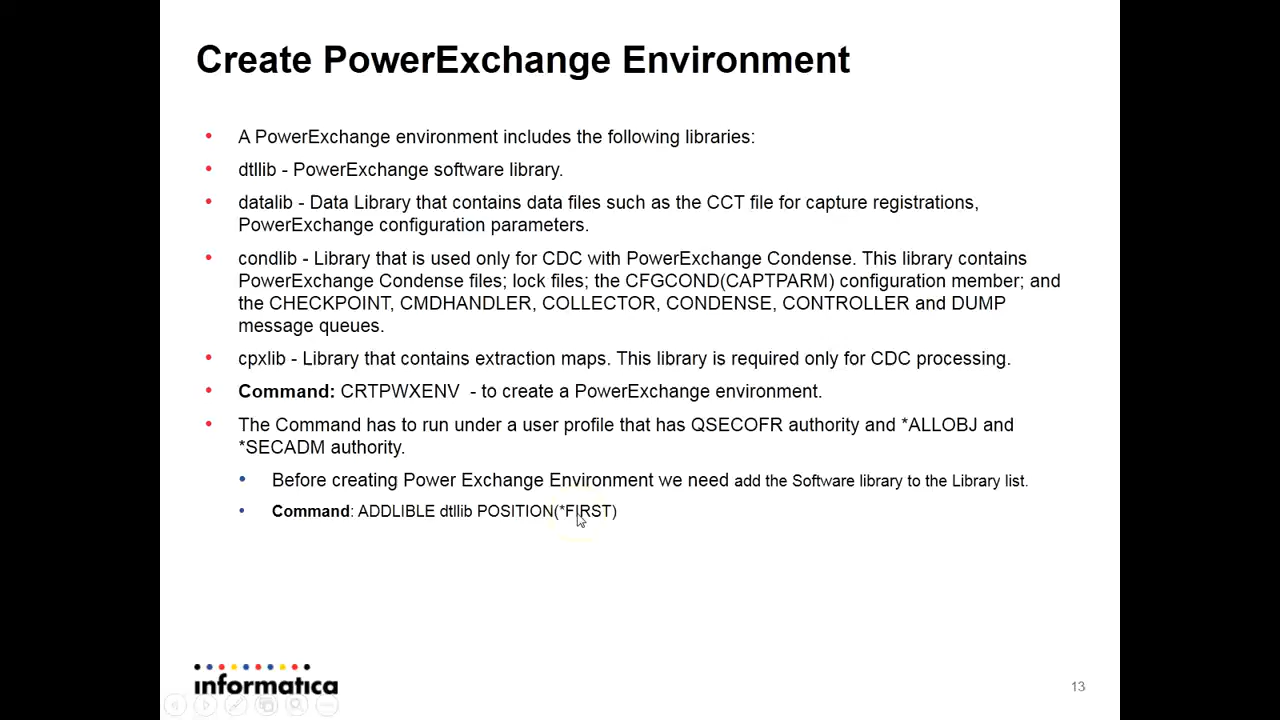 Create PowerExchange Environment
• A PowerExchange environment includes the following libraries:
• dtllib - PowerExchange software library.
• datalib - Data Library that contains data files such as the CCT file for capture registrations,
PowerExchange configuration parameters.
• condlib - Library that is used only for CDC with PowerExchange Condense. This library contains
PowerExchange Condense files; lock files; the CFGCOND(CAPTPARM) configuration member; and
the CHECKPOINT, CMDHANDLER, COLLECTOR, CONDENSE, CONTROLLER and DUMP
message queues.
• cpxlib - Library that contains extraction maps. This library is required only for CDC processing.
• Command: CRTPWXENV - to create a PowerExchange environment.
• The Command has to run under a user profile that has QSECOFR authority and *ALLOBJ and
*SECADM authority.
• Before creating Power Exchange Environment we need add the Software library to the Library list.
• Command: ADDLIBLE dtllib POSITION(*FIRST)
informatica
13